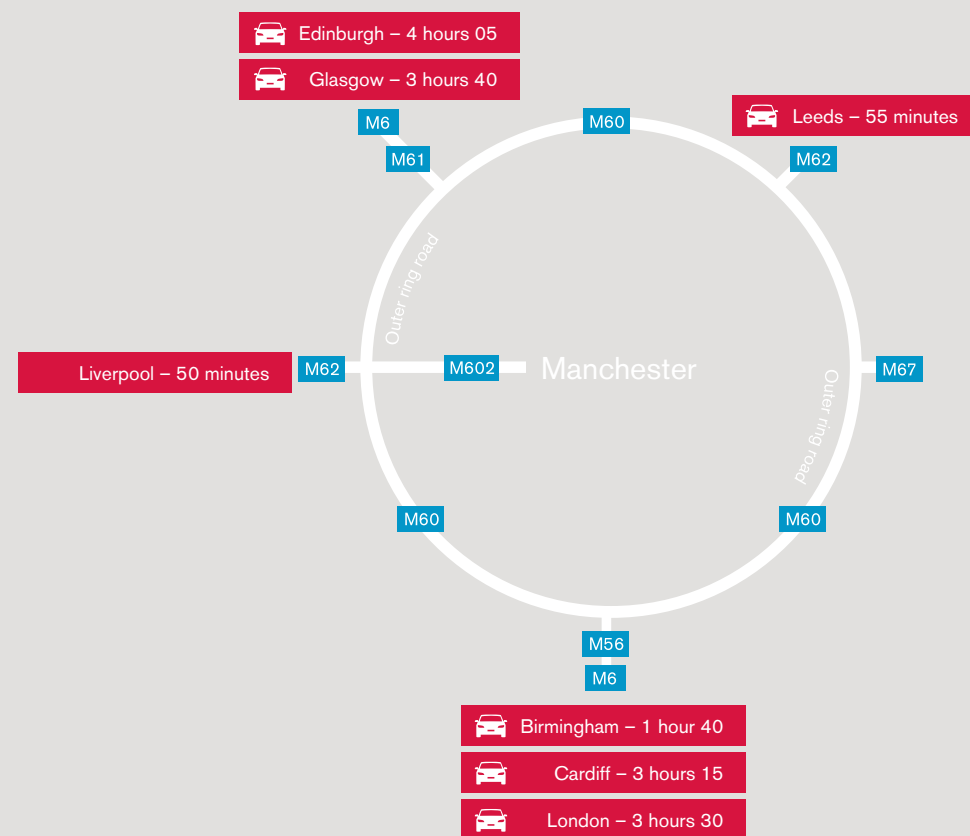 Edinburgh – 4 hours 05
Glasgow – 3 hours 40
M6
M60
Leeds – 55 minutes
M61
M62
Outer ring road
Liverpool – 50 minutes
M62
M602
Manchester
M67
Outer ring road
M60
M60
M56
M6
Birmingham – 1 hour 40
Cardiff – 3 hours 15
London – 3 hours 30